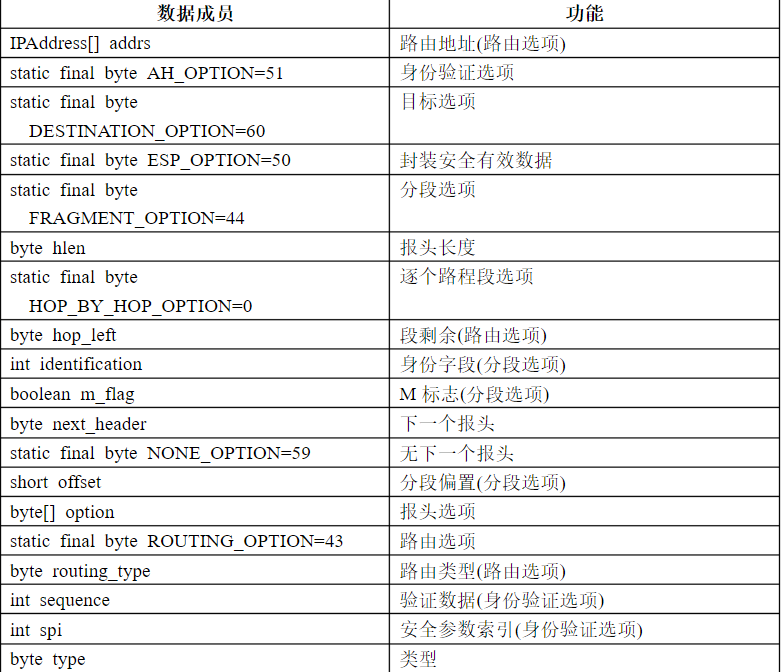 数据成员 功能
IPAddress[] addrs 路由地址(路由选项)
static final byte AH_OPTION=51 身份验证选项
static final byte 目标选项
DESTINATION_OPTION=60
static final byte ESP_OPTION=50 封装安全有效数据
static final byte 分段选项
FRAGMENT_OPTION=44
byte hlen 报头长度
static final byte 逐个路程段选项
HOP_BY_HOP_OPTION=0
byte hop_left 段剩余(路由选项)
int identification 身份字段(分段选项)
boolean m_flag M 标志(分段选项)
byte next_header 下一个报头
static final byte NONE_OPTION=59 无下一个报头
short offset 分段偏置(分段选项)
byte[] option 报头选项
static final byte ROUTING_OPTION=43 路由选项
byte routing_type 路由类型(路由选项)
int sequence 验证数据(身份验证选项)
int spi 安全参数索引(身份验证选项)
byte type 类型